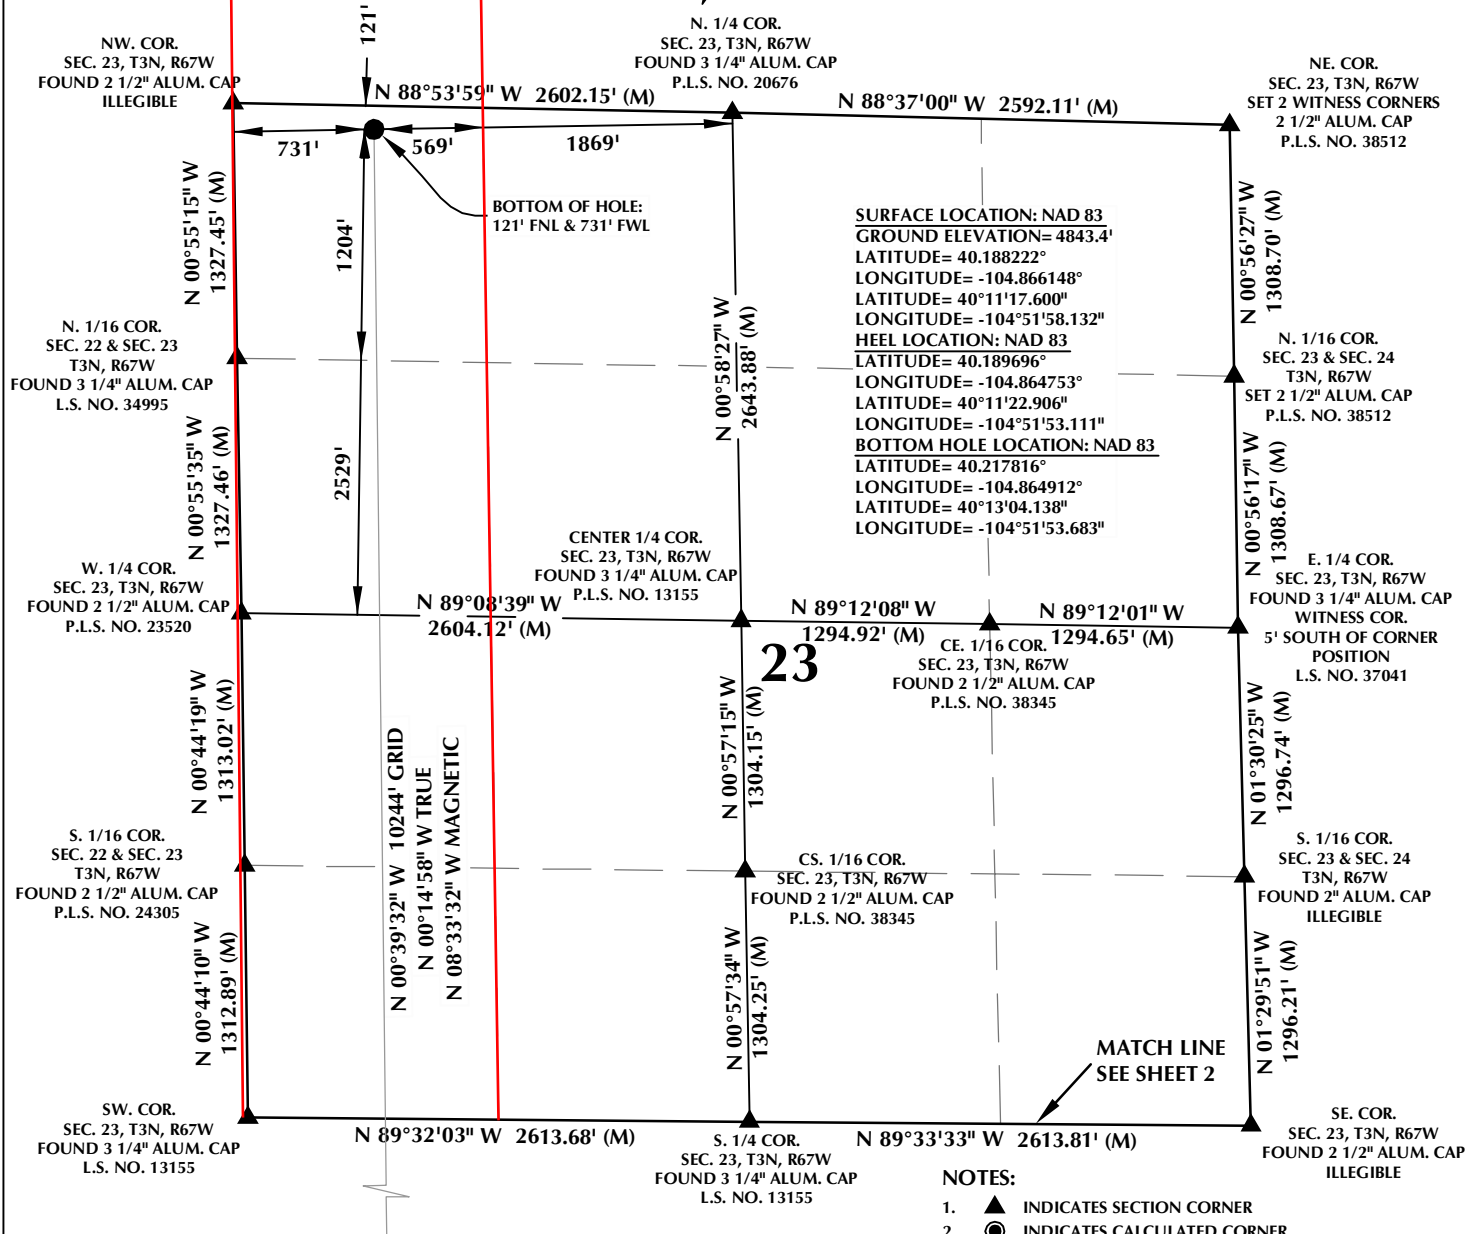 121'
NW. COR.
SEC. 23, T3N, R67W
FOUND 2 1/2" ALUM. CAP
ILLEGIBLE
N. 1/4 COR.
SEC. 23, T3N, R67W
FOUND 3 1/4" ALUM. CAP
P.L.S. NO. 20676
NE. COR.
SEC. 23, T3N, R67W
SET 2 WITNESS CORNERS
2 1/2" ALUM. CAP
P.L.S. NO. 38512
N 88°53'59" W 2602.15' (M)
N 88°37'00" W 2592.11' (M)
731'
569'
1869'
BOTTOM OF HOLE:
121' FNL & 731' FWL
N 00°55'15" W
1327.45' (M)
1204'
SURFACE LOCATION: NAD 83
GROUND ELEVATION= 4843.4'
LATITUDE= 40.188222°
LONGITUDE= -104.866148°
LATITUDE= 40°11'17.600"
LONGITUDE= -104°51'58.132"
HEEL LOCATION: NAD 83
LATITUDE= 40.189696°
LONGITUDE= -104.864753°
LATITUDE= 40°11'22.906"
LONGITUDE= -104°51'53.111"
BOTTOM HOLE LOCATION: NAD 83
LATITUDE= 40.217816°
LONGITUDE= -104.864912°
LATITUDE= 40°13'04.138"
LONGITUDE= -104°51'53.683"
N 00°56'27" W
1308.70' (M)
N. 1/16 COR.
SEC. 22 & SEC. 23
T3N, R67W
FOUND 3 1/4" ALUM. CAP
L.S. NO. 34995
N 00°58'27" W
2643.88' (M)
N. 1/16 COR.
SEC. 23 & SEC. 24
T3N, R67W
SET 2 1/2" ALUM. CAP
P.L.S. NO. 38512
N 00°55'35" W
1327.46' (M)
2529'
N 00°56'17" W
1308.67' (M)
W. 1/4 COR.
SEC. 23, T3N, R67W
FOUND 2 1/2" ALUM. CAP
P.L.S. NO. 23520
CENTER 1/4 COR.
SEC. 23, T3N, R67W
FOUND 3 1/4" ALUM. CAP
P.L.S. NO. 13155
E. 1/4 COR.
SEC. 23, T3N, R67W
FOUND 3 1/4" ALUM. CAP
WITNESS COR.
5' SOUTH OF CORNER
POSITION
L.S. NO. 37041
N 89°08'39" W
2604.12' (M)
N 89°12'08" W
1294.92' (M)
N 89°12'01" W
1294.65' (M)
23
CE. 1/16 COR.
SEC. 23, T3N, R67W
FOUND 2 1/2" ALUM. CAP
P.L.S. NO. 38345
N 00°44'19" W
1313.02' (M)
N 00°39'32" W 10244' GRID
N 00°14'58" W TRUE
N 08°33'32" W MAGNETIC
N 00°57'15" W
1304.15' (M)
N 01°30'25" W
1296.74' (M)
S. 1/16 COR.
SEC. 22 & SEC. 23
T3N, R67W
FOUND 2 1/2" ALUM. CAP
P.L.S. NO. 24305
CS. 1/16 COR.
SEC. 23, T3N, R67W
FOUND 2 1/2" ALUM. CAP
P.L.S. NO. 38345
S. 1/16 COR.
SEC. 23 & SEC. 24
T3N, R67W
FOUND 2" ALUM. CAP
ILLEGIBLE
N 00°44'10" W
1312.89' (M)
N 00°57'34" W
1304.25' (M)
N 01°29'51" W
1296.21' (M)
MATCH LINE
SEE SHEET 2
SW. COR.
SEC. 23, T3N, R67W
FOUND 3 1/4" ALUM. CAP
L.S. NO. 13155
N 89°32'03" W 2613.68' (M)
S. 1/4 COR.
SEC. 23, T3N, R67W
FOUND 3 1/4" ALUM. CAP
L.S. NO. 13155
N 89°33'33" W 2613.81' (M)
SE. COR.
SEC. 23, T3N, R67W
FOUND 2 1/2" ALUM. CAP
ILLEGIBLE
NOTES:
1. INDICATES SECTION CORNER
2. INDICATES CALCULATED CORNER